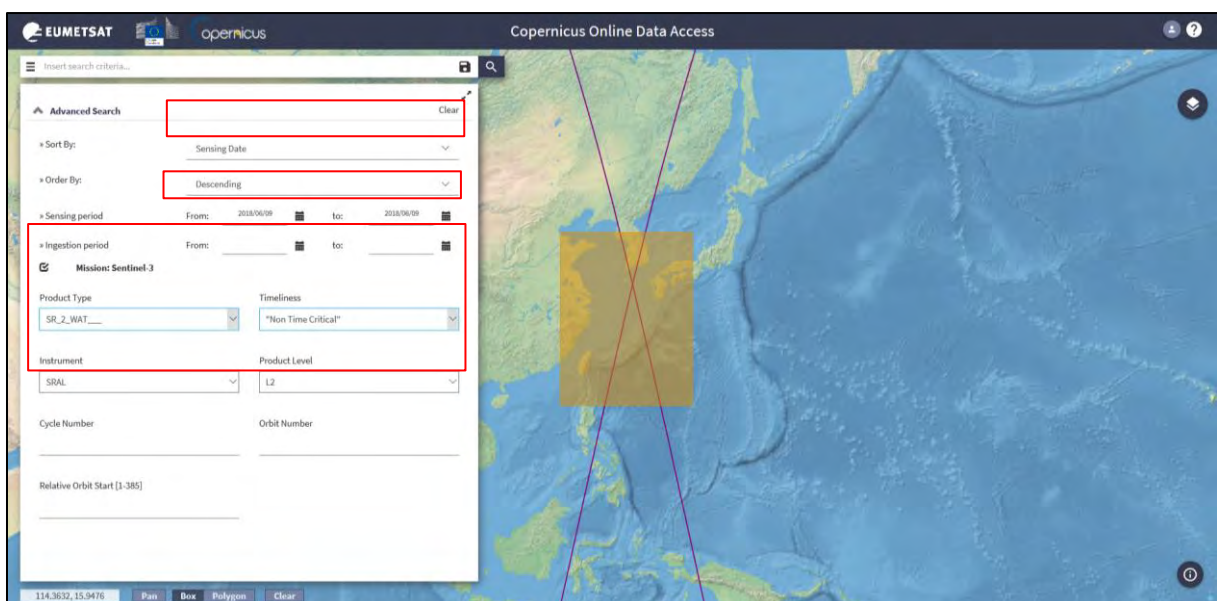 EUMETSAT opernicus Copernicus Online Data Access ?
Insert search criteria...
Advanced Search Clear
» Sort By: Sensing Date
» Order By: Descending
» Sensing period From: 2018/06/09 to: 2018/06/09
» Ingestion period From: to:
Mission: Sentinel-3
Product Type Timeliness
SR_2_WAT___ "Non Time Critical"
Instrument Product Level
SRAL L2
Cycle Number Orbit Number
Relative Orbit Start [1-385]
114.3632, 15.9476 Pan Box Polygon Clear